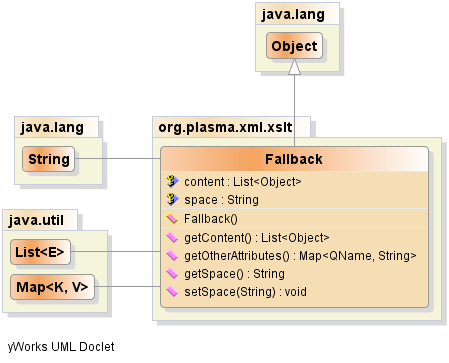 java.lang
Object
java.lang
String
org.plasma.xml.xslt
Fallback
content : List<Object>
space : String
Fallback()
getContent() : List<Object>
getOtherAttributes() : Map<QName, String>
getSpace() : String
setSpace(String) : void
java.util
List<E>
Map<K, V>
yWorks UML Doclet